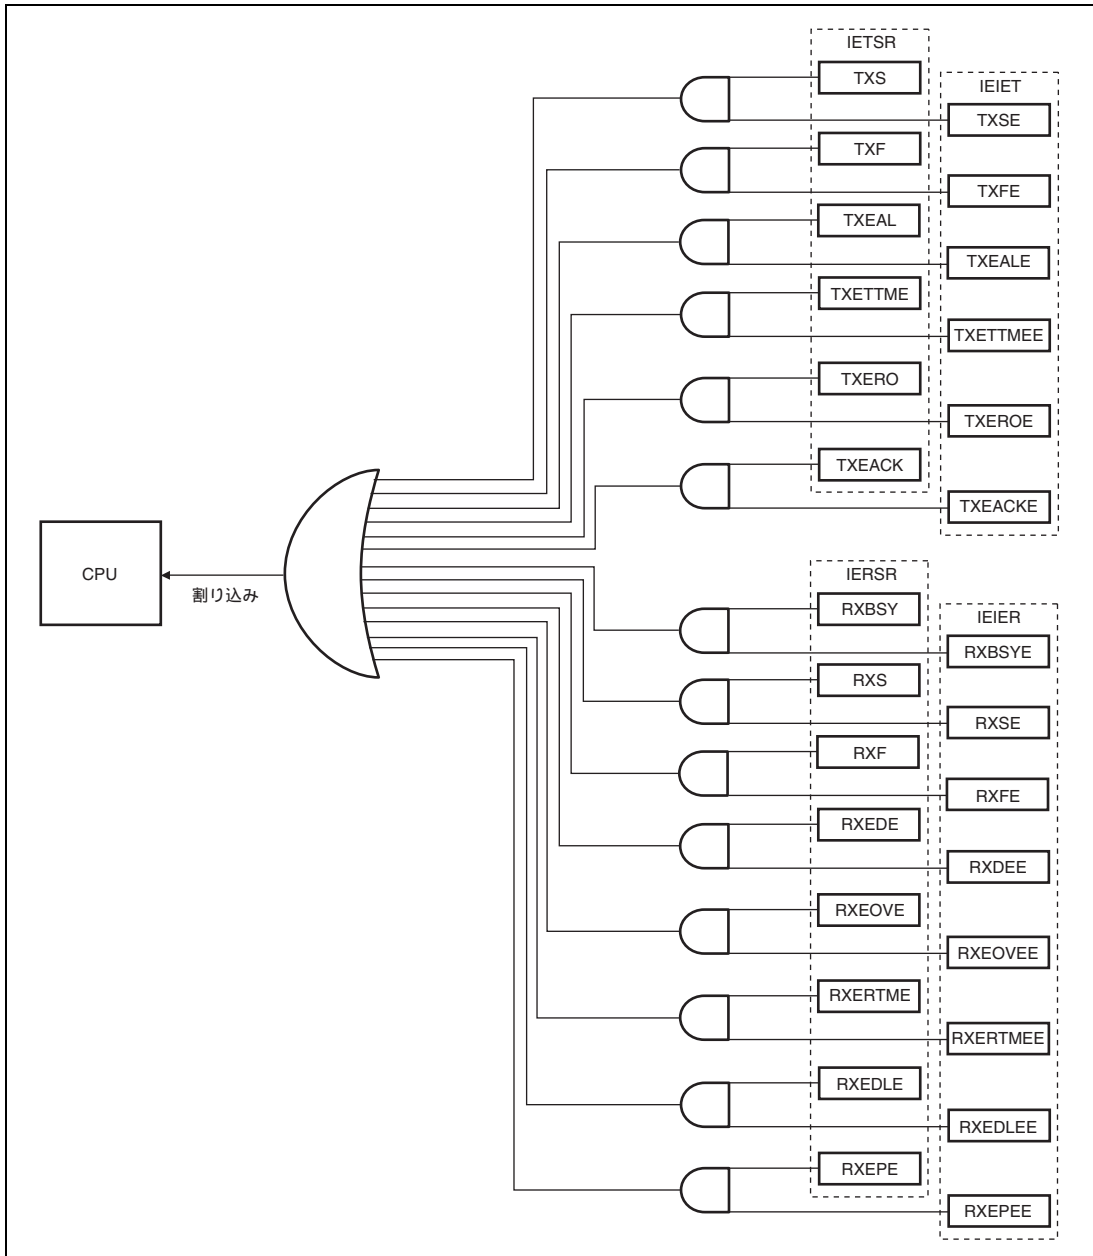 IETSR
TXS
IEIET
TXSE
TXF
TXFE
TXEAL
TXEALE
TXETTME
TXETTMEE
TXERO
TXEROE
TXEACK
TXEACKE
CPU
割り込み
IERSR
RXBSY
IEIER
RXBSYE
RXS
RXSE
RXF
RXFE
RXEDE
RXDEE
RXEOVE
RXEOVEE
RXERTME
RXERTMEE
RXEDLE
RXEDLEE
RXEPE
RXEPEE